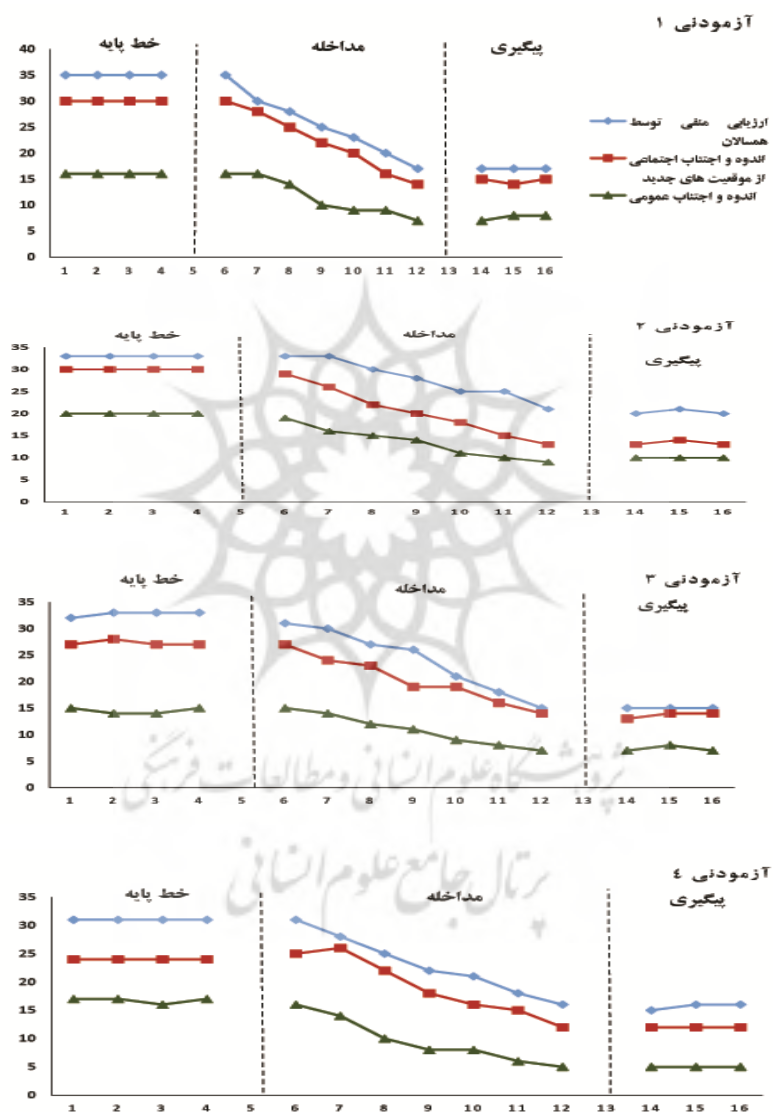 آزمودنی ۱
خط پایه
مداخله
پیگیری
40
35
30
25
20
15
10
5
0
1 2 3 4 5 6 7 8 9 10 11 12 13 14 15 16
ارزیابی منفی توسط
همسالان
اندوه و اجتناب اجتماعی
از موقعیت های جدید
اندوه و اجتناب عمومی
آزمودنی ۲
خط پایه
مداخله
پیگیری
35
30
25
20
15
10
5
0
1 2 3 4 5 6 7 8 9 10 11 12 13 14 15 16
آزمودنی ۳
خط پایه
مداخله
پیگیری
35
30
25
20
15
10
5
0
1 2 3 4 5 6 7 8 9 10 11 12 13 14 15 16
پژوهشگاه علوم انسانی و مطالعات فرهنگی
پرتال جامع علوم انسانی
آزمودنی ٤
خط پایه
مداخله
پیگیری
35
30
25
20
15
10
5
0
1 2 3 4 5 6 7 8 9 10 11 12 13 14 15 16